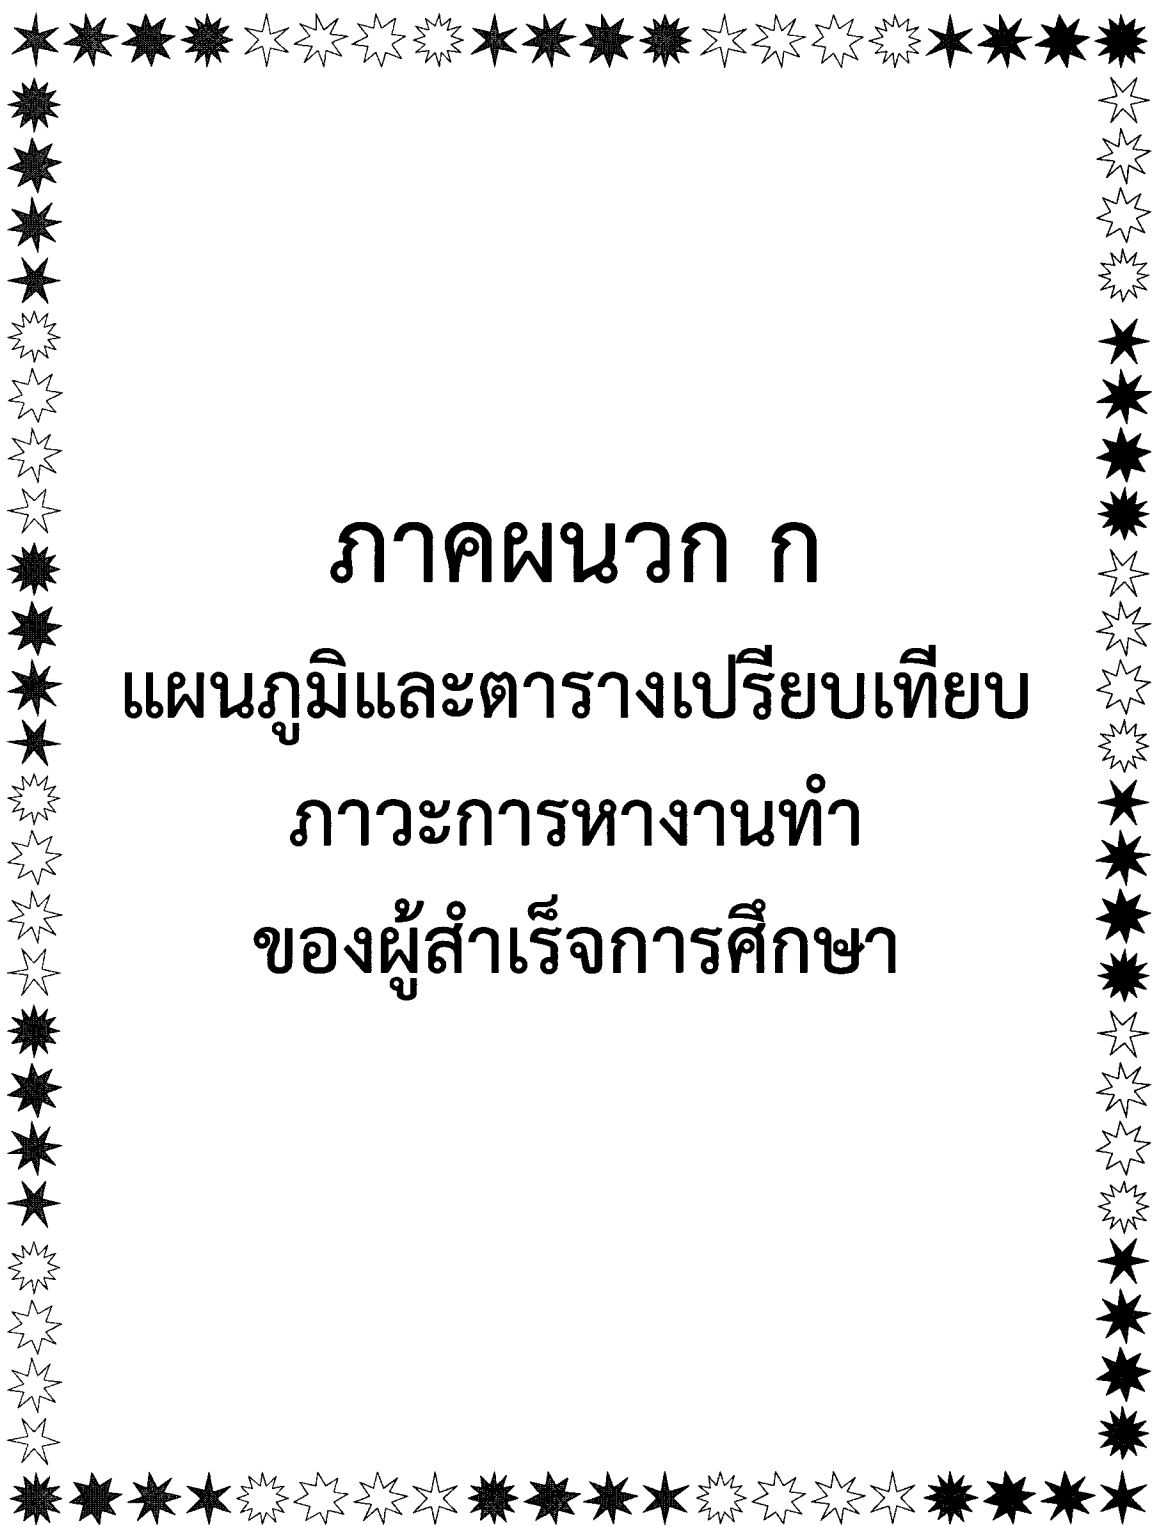 ภาคผนวก ก
แผนภูมิและตารางเปรียบเทียบ
ภาวะการหางานทำ
ของผู้สำเร็จการศึกษา